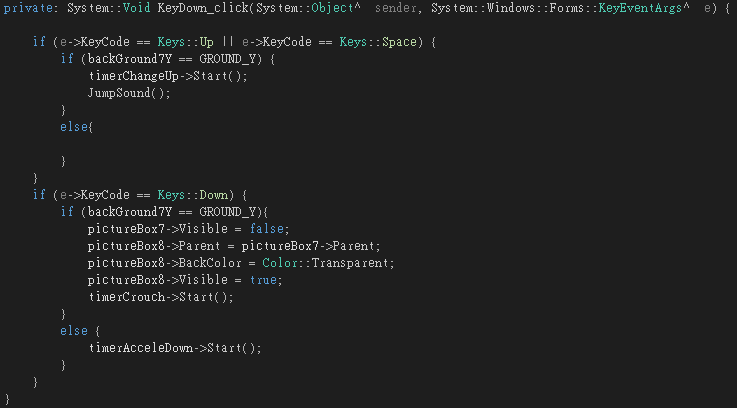 private: System::Void KeyDown_click(System::Object^ sender, System::Windows::Forms::KeyEventArgs^ e) {
if (e->KeyCode == Keys::Up || e->KeyCode == Keys::Space) {
if (backGround7Y == GROUND_Y) {
timerChangeUp->Start();
JumpSound();
}
else{
}
}
if (e->KeyCode == Keys::Down) {
if (backGround7Y == GROUND_Y){
pictureBox7->Visible = false;
pictureBox8->Parent = pictureBox7->Parent;
pictureBox8->BackColor = Color::Transparent;
pictureBox8->Visible = true;
timerCrouch->Start();
}
else {
timerAcceleDown->Start();
}
}
}